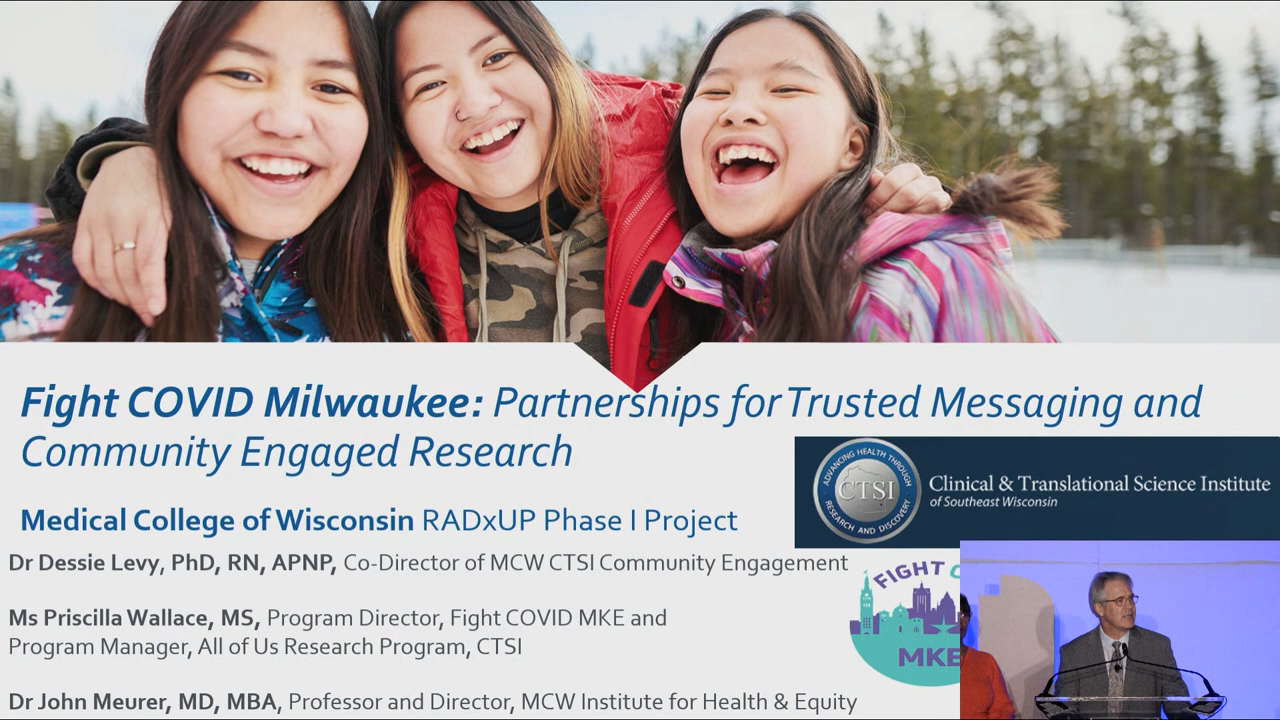 Fight COVID Milwaukee: Partnerships for Trusted Messaging and
Community Engaged Research
ADVANCING HEALTH THROUGH
CTSI
RESEARCH AND DISCOVERY
Clinical & Translational Science Institute
of Southeast Wisconsin
Medical College of Wisconsin RADxUP Phase I Project
Dr Dessie Levy, PhD, RN, APNP, Co-Director of MCW CTSI Community Engagement
FIGHT C
MKE
Ms Priscilla Wallace, MS, Program Director, Fight COVID MKE and
Program Manager, All of Us Research Program, CTSI
Dr John Meurer, MD, MBA, Professor and Director, MCW Institute for Health & Equity